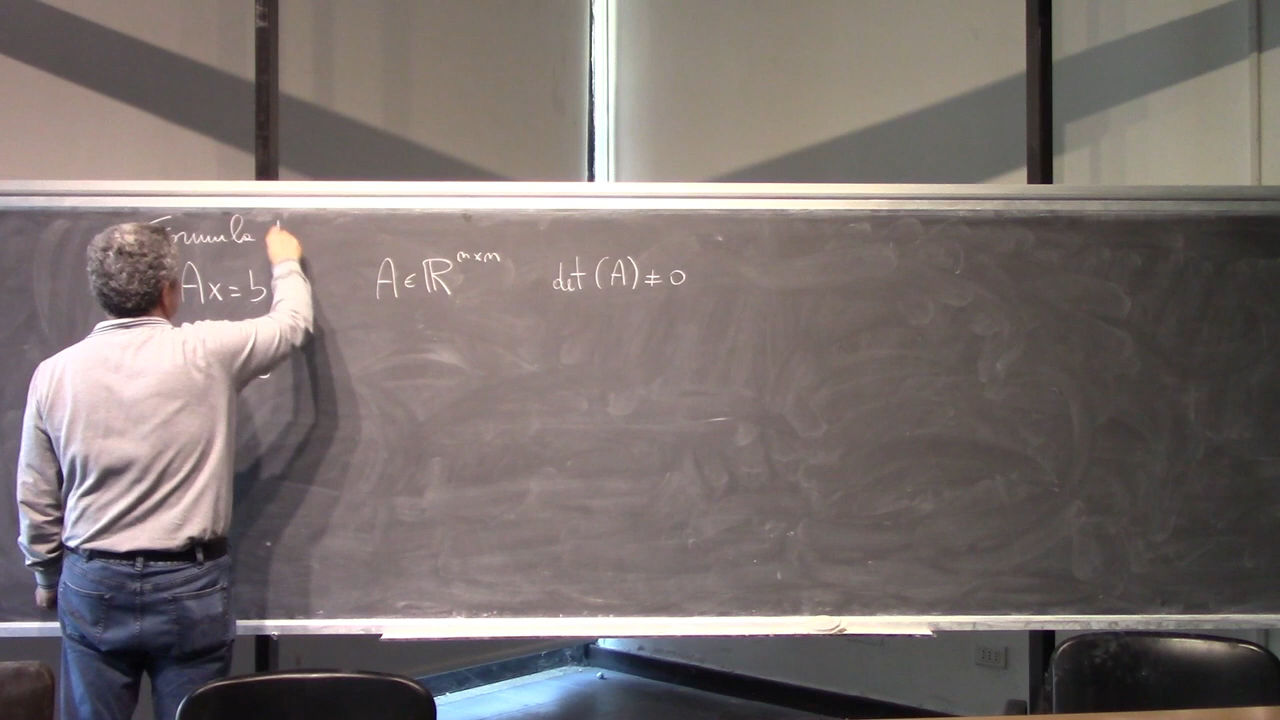 Formula
Ax = b A ∈ ℝ^{n×n} det (A) ≠ 0